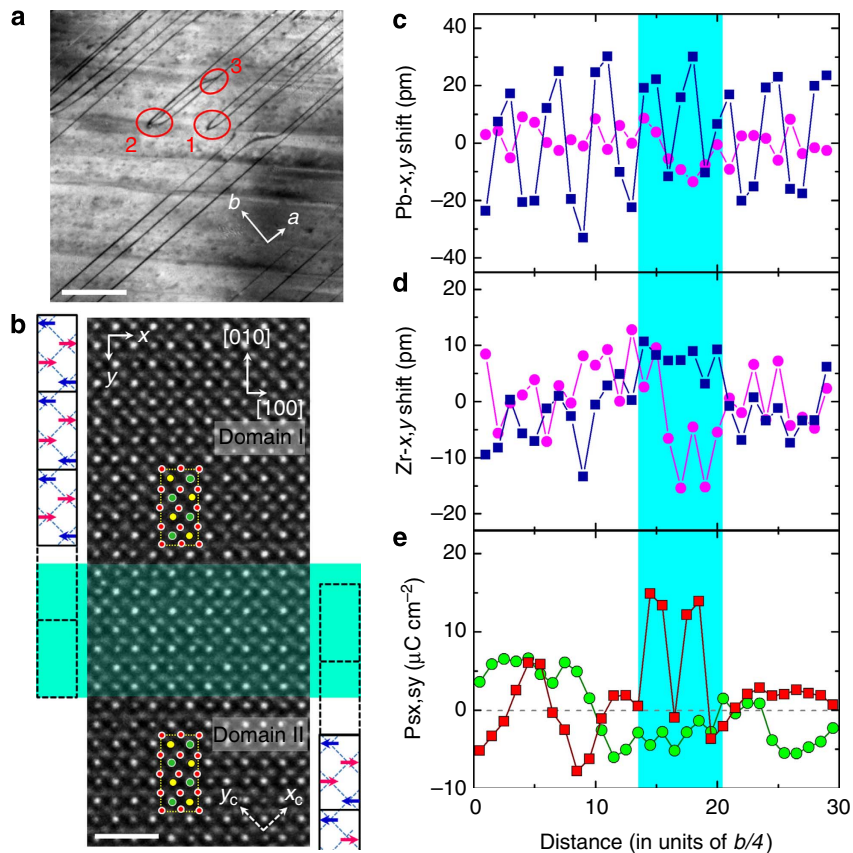 a
3
2
1
b
a
b
x
y
[010]
[100]
Domain I
Domain II
y_c
x_c
c
Pb-x,y shift (pm)
40
20
0
–20
–40
d
Zr-x,y shift (pm)
20
10
0
–10
–20
e
Psx,sy (μC cm⁻²)
20
10
0
–10
0 10 20 30
Distance (in units of b/4)